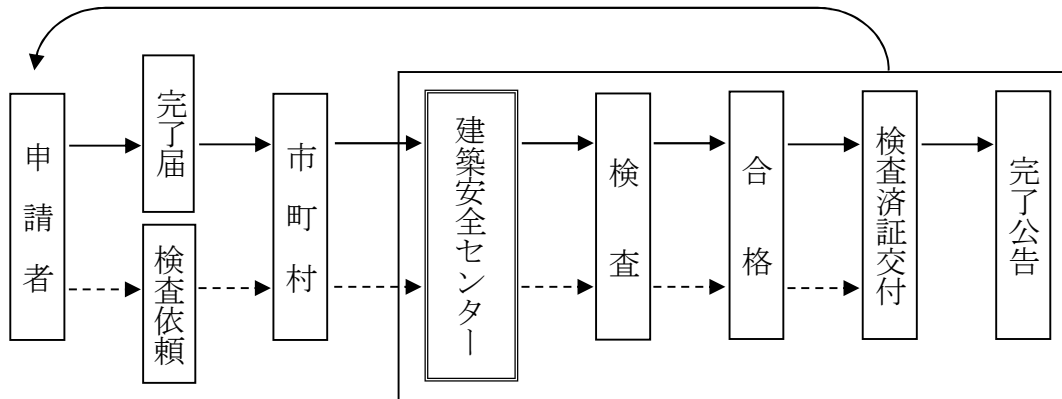 申請者
完了届
検査依頼
市町村
建築安全センター
検査
合格
検査済証交付
完了公告